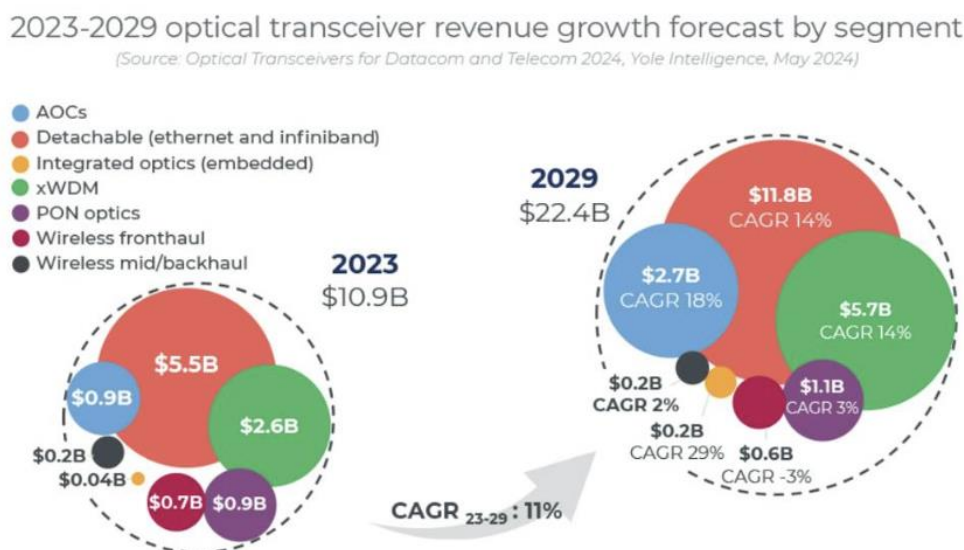 2023-2029 optical transceiver revenue growth forecast by segment
(Source: Optical Transceivers for Datacom and Telecom 2024, Yole Intelligence, May 2024)
AOCs
Detachable (ethernet and infiniband)
Integrated optics (embedded)
xWDM
PON optics
Wireless fronthaul
Wireless mid/backhaul
2023
$10.9B
$5.5B
$0.9B
$2.6B
$0.2B
$0.04B
$0.7B
$0.9B
CAGR 23-29 : 11%
2029
$22.4B
$11.8B
CAGR 14%
$2.7B
CAGR 18%
$5.7B
CAGR 14%
$0.2B
CAGR 2%
$0.2B
CAGR 29%
$0.6B
CAGR -3%
$1.1B
CAGR 3%